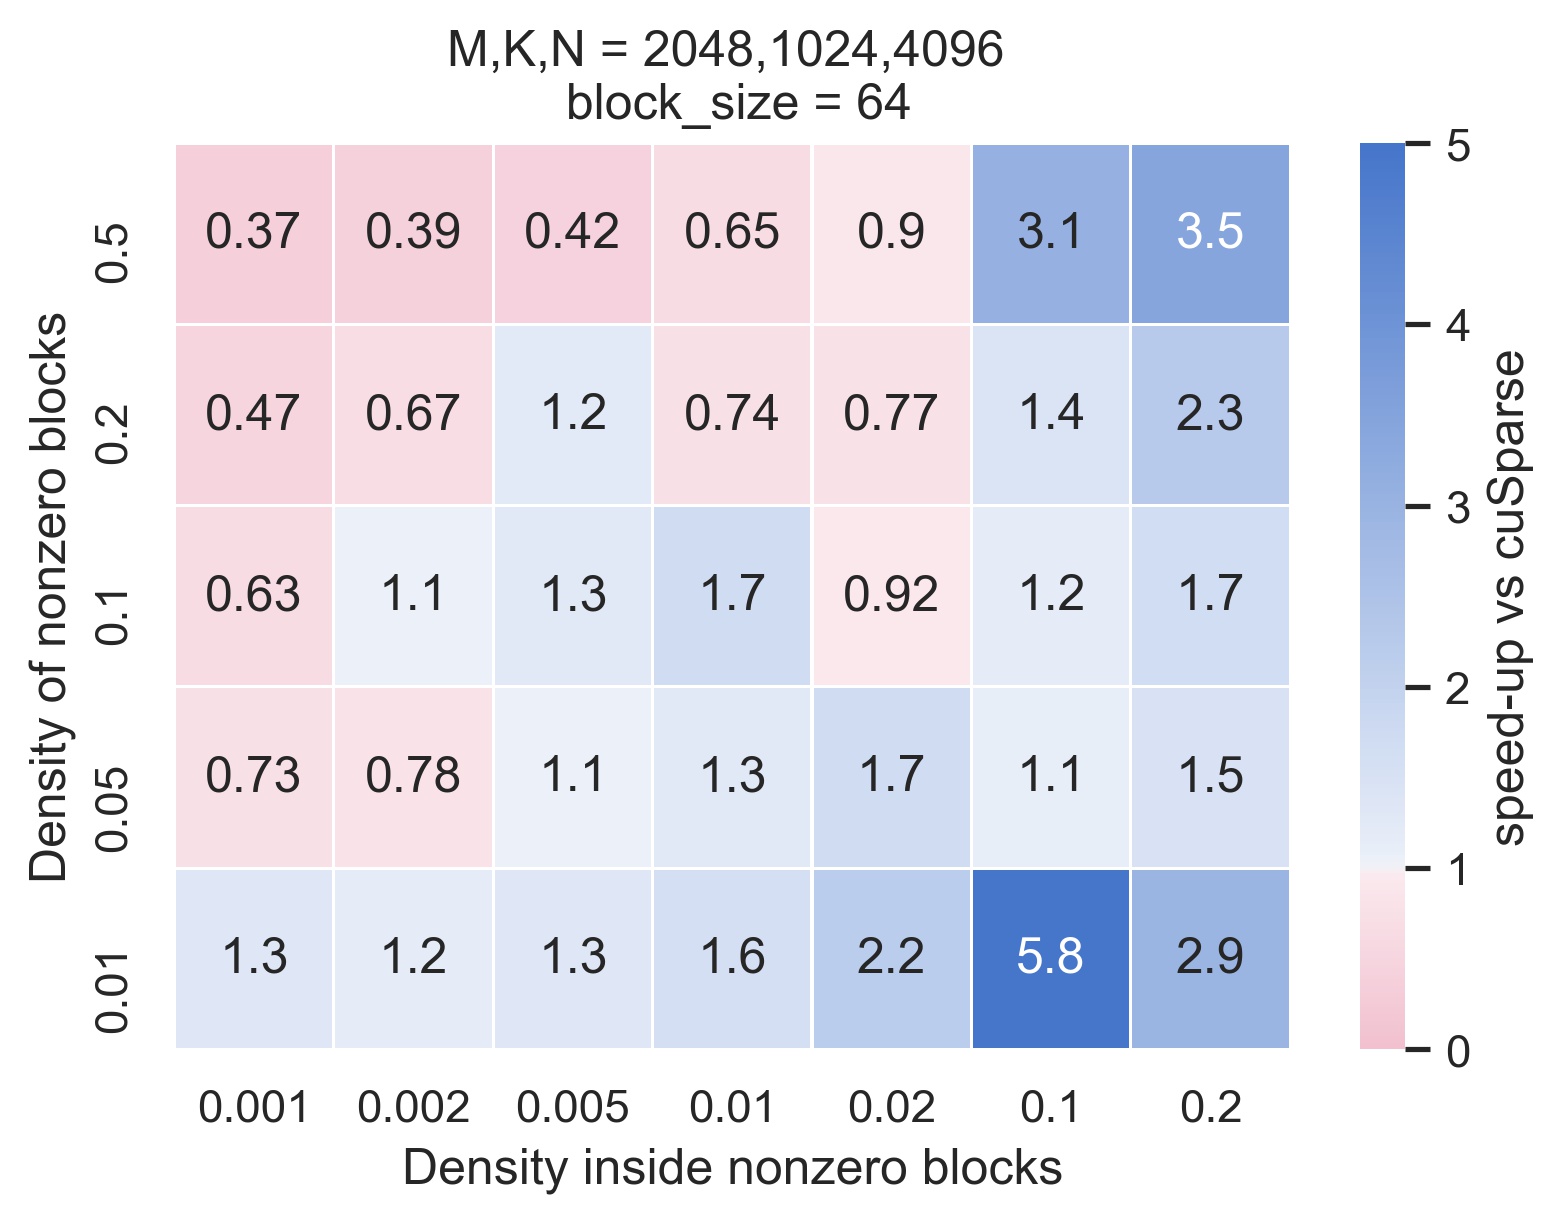 M,K,N = 2048,1024,4096
block_size = 64
Density of nonzero blocks
0.5
0.37 0.39 0.42 0.65 0.9 3.1 3.5
0.2
0.47 0.67 1.2 0.74 0.77 1.4 2.3
0.1
0.63 1.1 1.3 1.7 0.92 1.2 1.7
0.05
0.73 0.78 1.1 1.3 1.7 1.1 1.5
0.01
1.3 1.2 1.3 1.6 2.2 5.8 2.9
0.001 0.002 0.005 0.01 0.02 0.1 0.2
Density inside nonzero blocks
5
4
3
2
1
0
speed-up vs cuSparse